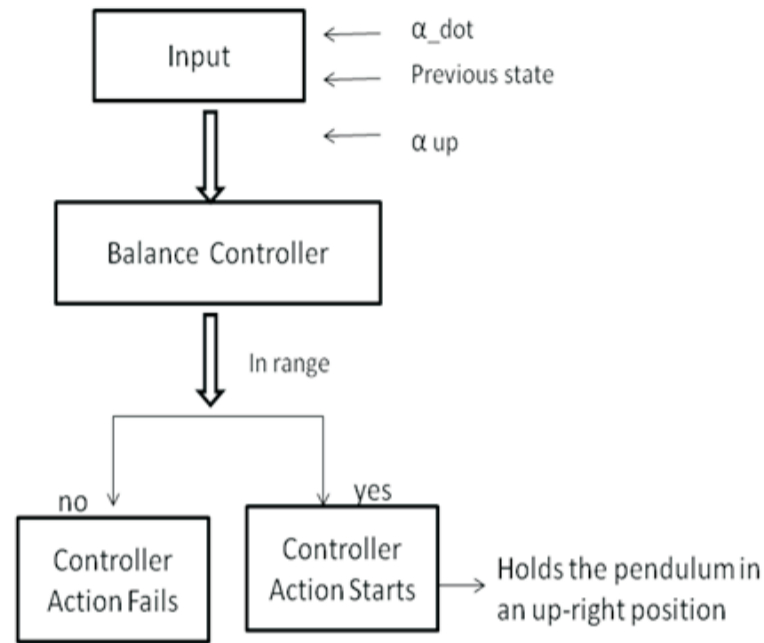 Input
α_dot
Previous state
α up
Balance Controller
In range
no
yes
Controller
Action Fails
Controller
Action Starts
Holds the pendulum in
an up-right position